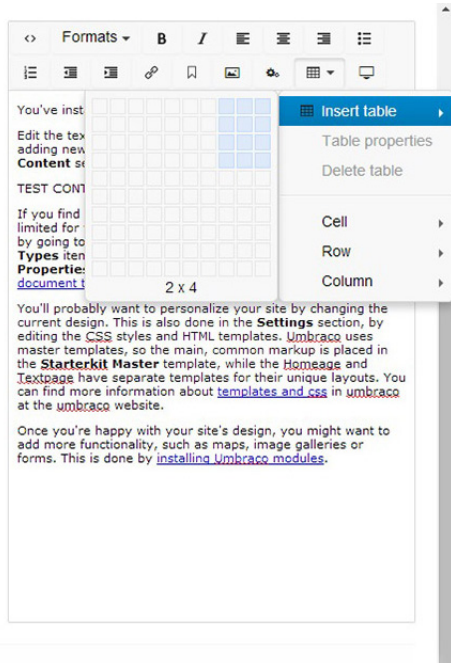 Formats
B I
You've inst
Edit the tex
adding new
Content se
TEST CONT
If you find
limited for
by going to
Types item
Properties
document t
Insert table
Table properties
Delete table
Cell
Row
Column
2 x 4
You'll probably want to personalize your site by changing the
current design. This is also done in the Settings section, by
editing the CSS styles and HTML templates. Umbraco uses
master templates, so the main, common markup is placed in
the Starterkit Master template, while the Homeage and
Textpage have separate templates for their unique layouts. You
can find more information about templates and css in umbraco
at the umbraco website.
Once you're happy with your site's design, you might want to
add more functionality, such as maps, image galleries or
forms. This is done by installing Umbraco modules.